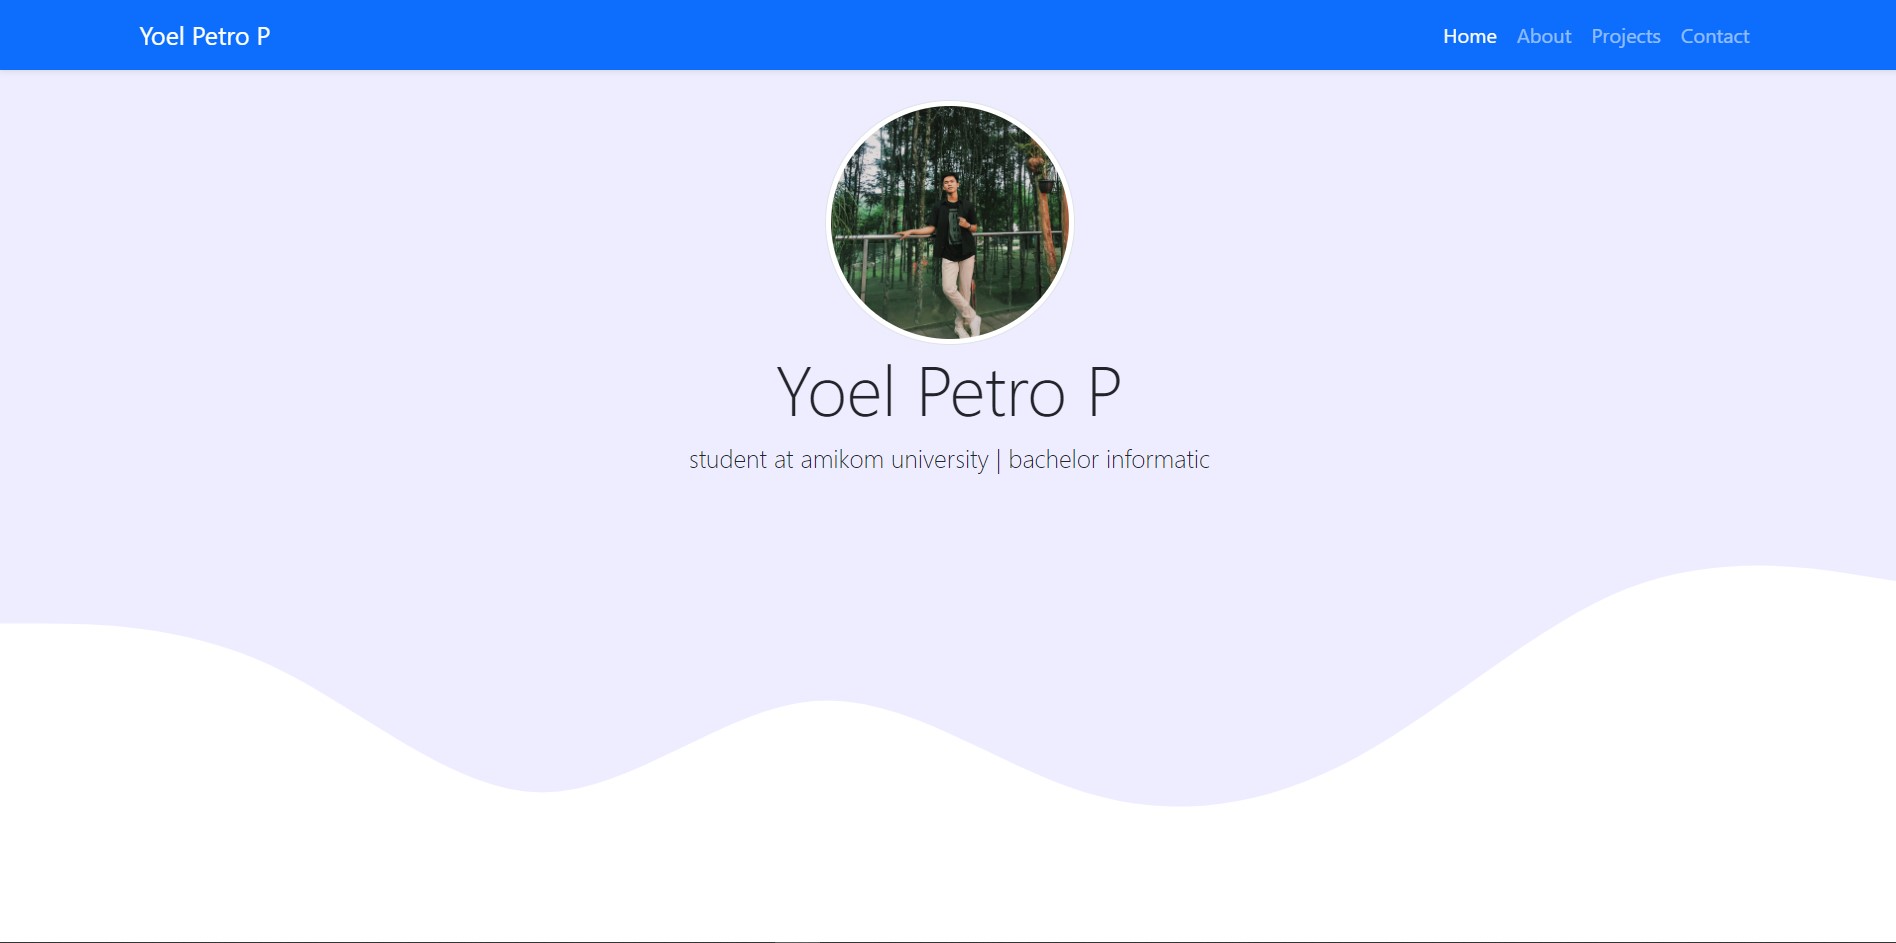 Yoel Petro P
Home About Projects Contact
Yoel Petro P
student at amikom university | bachelor informatic